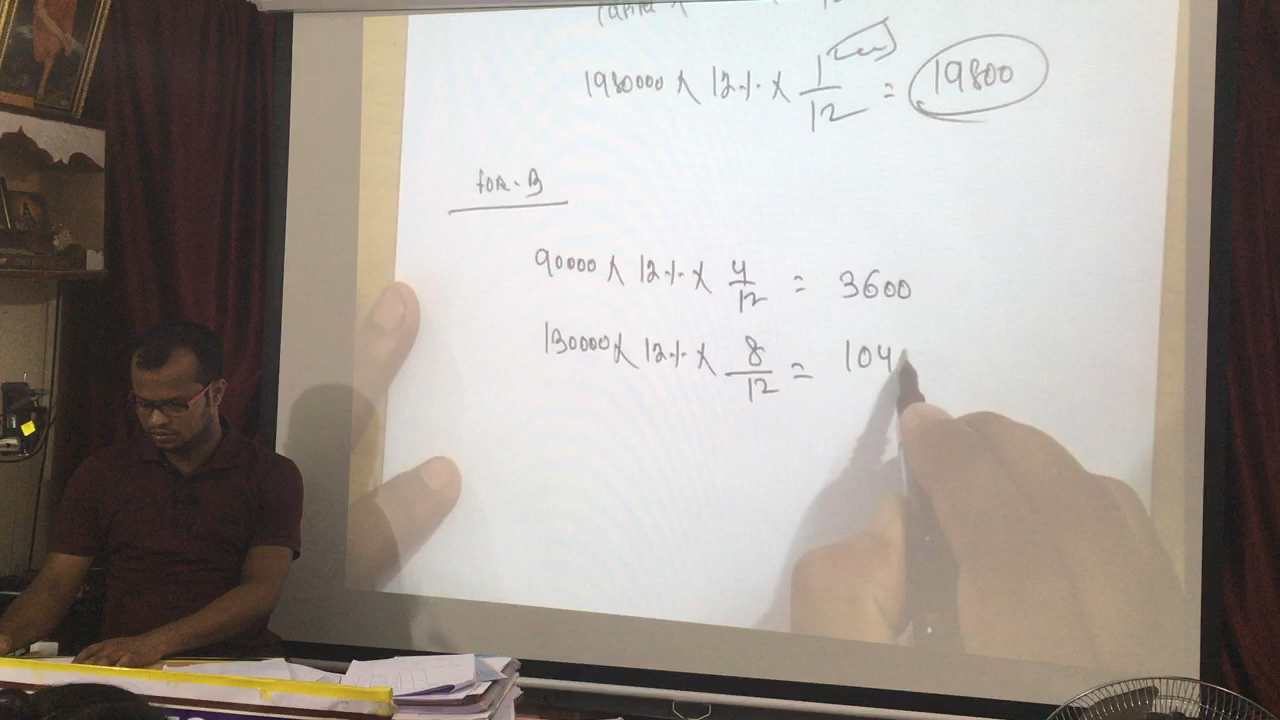 1980000 X 12% X 1/12 = 19800
for B
90000 X 12% X 4/12 = 3600
130000 X 12% X 8/12 = 104